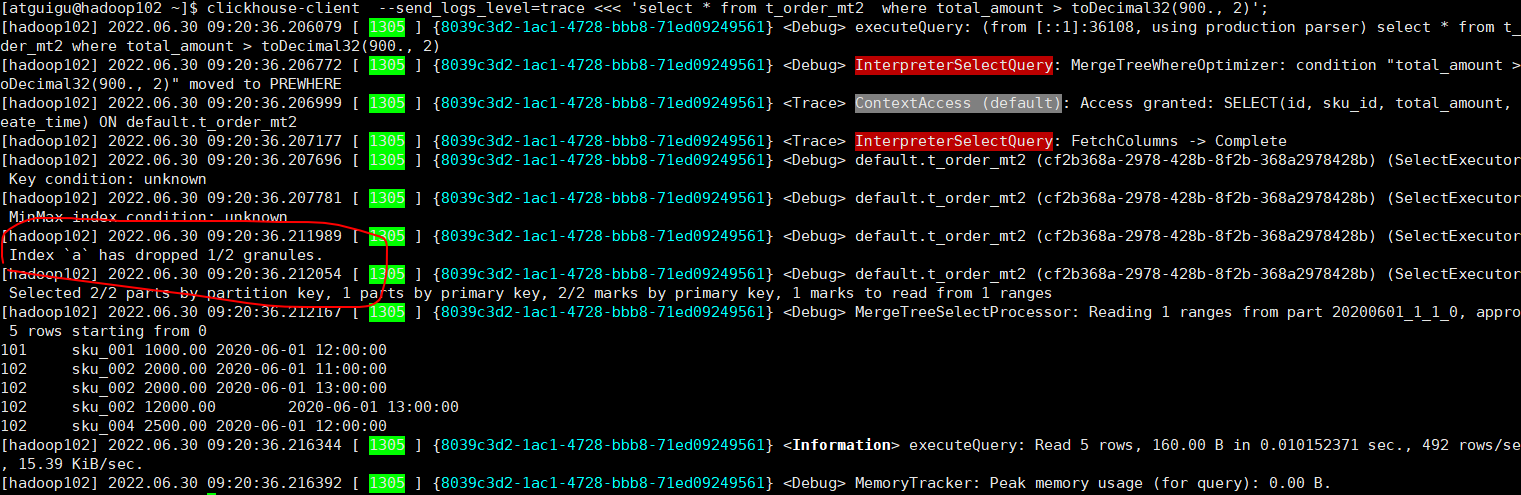 [atguigu@hadoop102 ~]$ clickhouse-client  --send_logs_level=trace <<< 'select * from t_order_mt2  where total_amount > toDecimal32(900., 2)';
[hadoop102] 2022.06.30 09:20:36.206079 [ 1305 ] {8039c3d2-1ac1-4728-bbb8-71ed09249561} <Debug> executeQuery: (from [::1]:36108, using production parser) select * from t_
der_mt2 where total_amount > toDecimal32(900., 2)
[hadoop102] 2022.06.30 09:20:36.206772 [ 1305 ] {8039c3d2-1ac1-4728-bbb8-71ed09249561} <Debug> InterpreterSelectQuery: MergeTreeWhereOptimizer: condition "total_amount >
oDecimal32(900., 2)" moved to PREWHERE
[hadoop102] 2022.06.30 09:20:36.206999 [ 1305 ] {8039c3d2-1ac1-4728-bbb8-71ed09249561} <Trace> ContextAccess (default): Access granted: SELECT(id, sku_id, total_amount,
eate_time) ON default.t_order_mt2
[hadoop102] 2022.06.30 09:20:36.207177 [ 1305 ] {8039c3d2-1ac1-4728-bbb8-71ed09249561} <Trace> InterpreterSelectQuery: FetchColumns -> Complete
[hadoop102] 2022.06.30 09:20:36.207696 [ 1305 ] {8039c3d2-1ac1-4728-bbb8-71ed09249561} <Debug> default.t_order_mt2 (cf2b368a-2978-428b-8f2b-368a2978428b) (SelectExecutor
Key condition: unknown
[hadoop102] 2022.06.30 09:20:36.207781 [ 1305 ] {8039c3d2-1ac1-4728-bbb8-71ed09249561} <Debug> default.t_order_mt2 (cf2b368a-2978-428b-8f2b-368a2978428b) (SelectExecutor
MinMax index condition: unknown
[hadoop102] 2022.06.30 09:20:36.211989 [ 1305 ] {8039c3d2-1ac1-4728-bbb8-71ed09249561} <Debug> default.t_order_mt2 (cf2b368a-2978-428b-8f2b-368a2978428b) (SelectExecutor
Index `a` has dropped 1/2 granules.
[hadoop102] 2022.06.30 09:20:36.212054 [ 1305 ] {8039c3d2-1ac1-4728-bbb8-71ed09249561} <Debug> default.t_order_mt2 (cf2b368a-2978-428b-8f2b-368a2978428b) (SelectExecutor
Selected 2/2 parts by partition key, 1 parts by primary key, 2/2 marks by primary key, 1 marks to read from 1 ranges
[hadoop102] 2022.06.30 09:20:36.212167 [ 1305 ] {8039c3d2-1ac1-4728-bbb8-71ed09249561} <Debug> MergeTreeSelectProcessor: Reading 1 ranges from part 20200601_1_1_0, appro
5 rows starting from 0
101     sku_001 1000.00 2020-06-01 12:00:00
102     sku_002 2000.00 2020-06-01 11:00:00
102     sku_002 2000.00 2020-06-01 13:00:00
102     sku_002 12000.00        2020-06-01 13:00:00
102     sku_004 2500.00 2020-06-01 12:00:00
[hadoop102] 2022.06.30 09:20:36.216344 [ 1305 ] {8039c3d2-1ac1-4728-bbb8-71ed09249561} <Information> executeQuery: Read 5 rows, 160.00 B in 0.010152371 sec., 492 rows/se
, 15.39 KiB/sec.
[hadoop102] 2022.06.30 09:20:36.216392 [ 1305 ] {8039c3d2-1ac1-4728-bbb8-71ed09249561} <Debug> MemoryTracker: Peak memory usage (for query): 0.00 B.